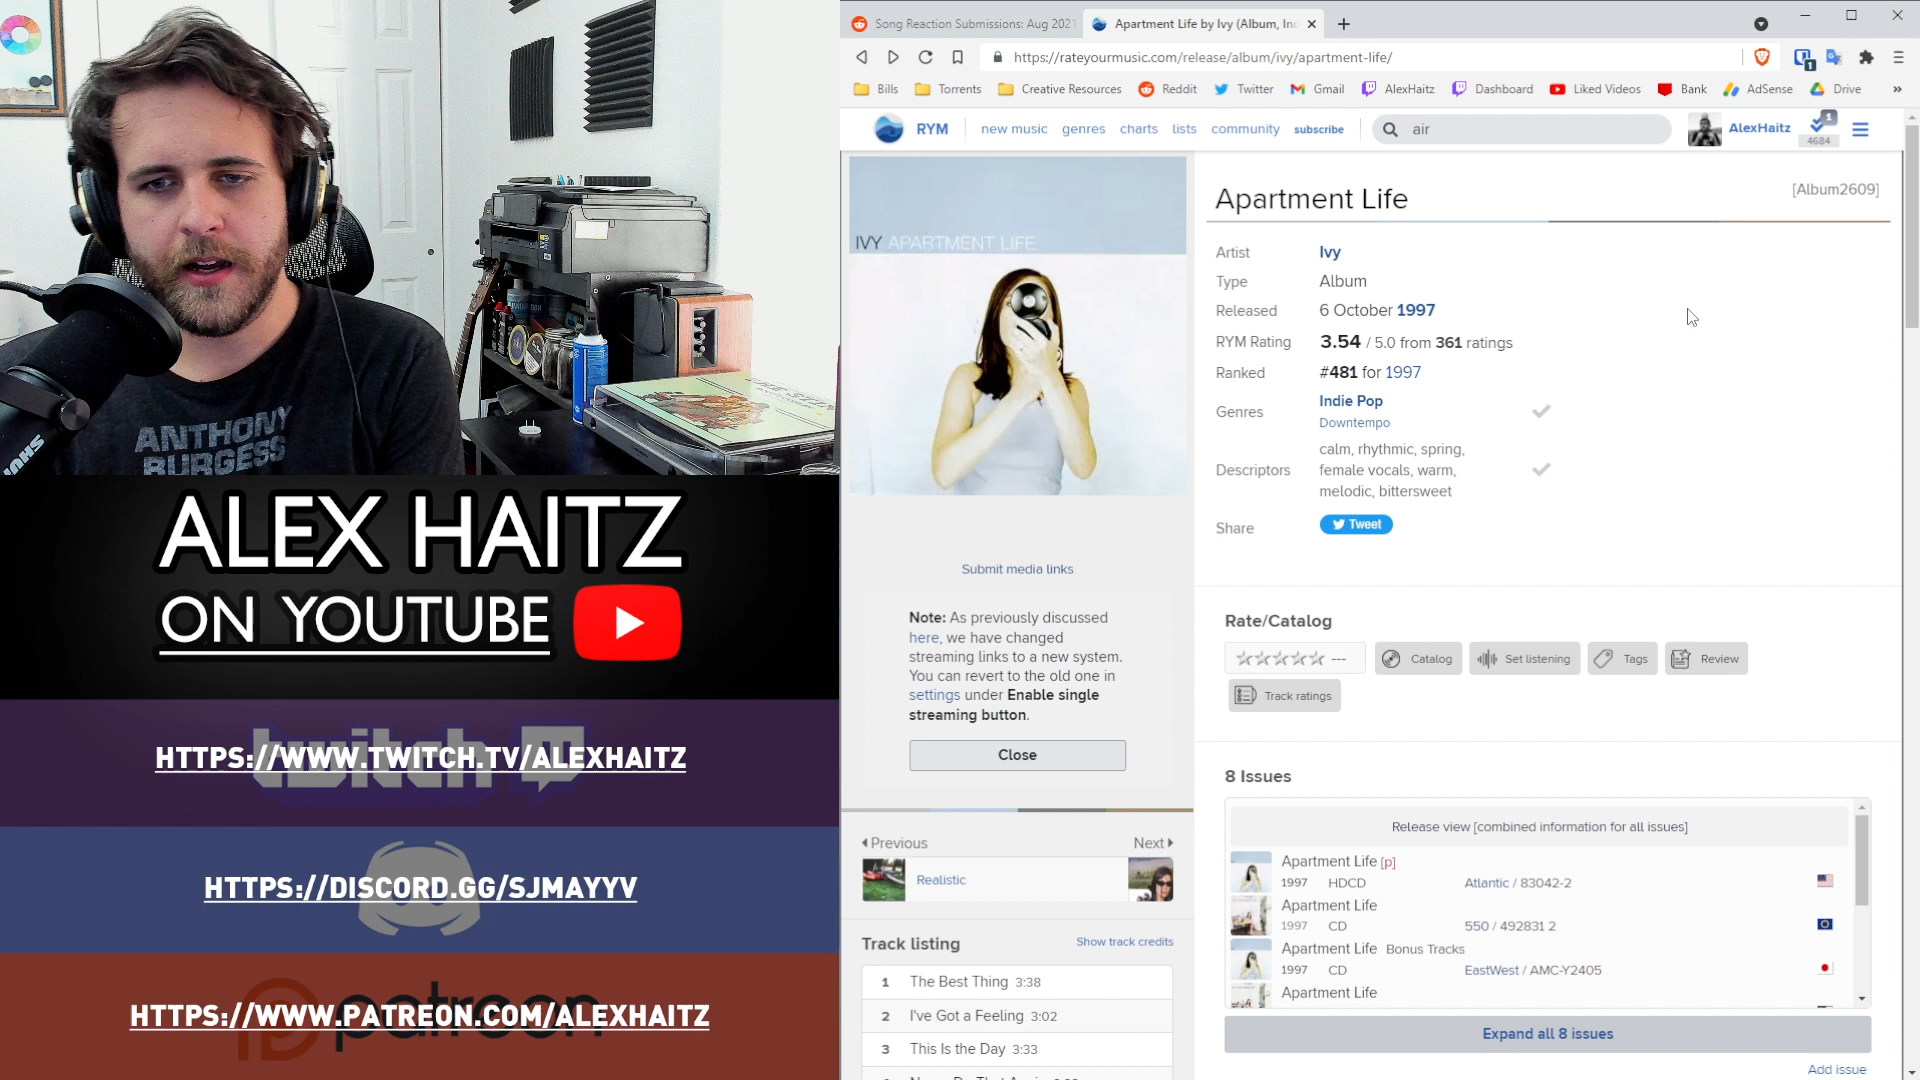 ANTHONY
BURGESS
SHU
ALEX HAITZ
ON YOUTUBE
twitch
HTTPS://WWW.TWITCH.TV/ALEXHAITZ
HTTPS://DISCORD.GG/SJMAYYV
patreon
HTTPS://WWW.PATREON.COM/ALEXHAITZ
Song Reaction Submissions: Aug 2021
Apartment Life by Ivy (Album, Inc
https://rateyourmusic.com/release/album/ivy/apartment-life/
1
Bills Torrents Creative Resources Reddit Twitter Gmail AlexHaitz Dashboard Liked Videos Bank AdSense Drive »
RYM new music genres charts lists community subscribe air AlexHaitz 1
4684
IVY APARTMENT LIFE
Apartment Life
[Album2609]
Artist Ivy
Type Album
Released 6 October 1997
RYM Rating 3.54 / 5.0 from 361 ratings
Ranked #481 for 1997
Genres Indie Pop
Downtempo
Descriptors calm, rhythmic, spring,
female vocals, warm,
melodic, bittersweet
Share Tweet
Submit media links
Note: As previously discussed
here, we have changed
streaming links to a new system.
You can revert to the old one in
settings under Enable single
streaming button.
Close
Previous Next
Realistic
Track listing Show track credits
1 The Best Thing 3:38
2 I've Got a Feeling 3:02
3 This Is the Day 3:33
Rate/Catalog
--- Catalog Set listening Tags Review
Track ratings
8 Issues
Release view [combined information for all issues]
Apartment Life [p]
1997 HDCD Atlantic / 83042-2
Apartment Life
1997 CD 550 / 492831 2
Apartment Life Bonus Tracks
1997 CD EastWest / AMC-Y2405
Apartment Life
Expand all 8 issues
Add issue